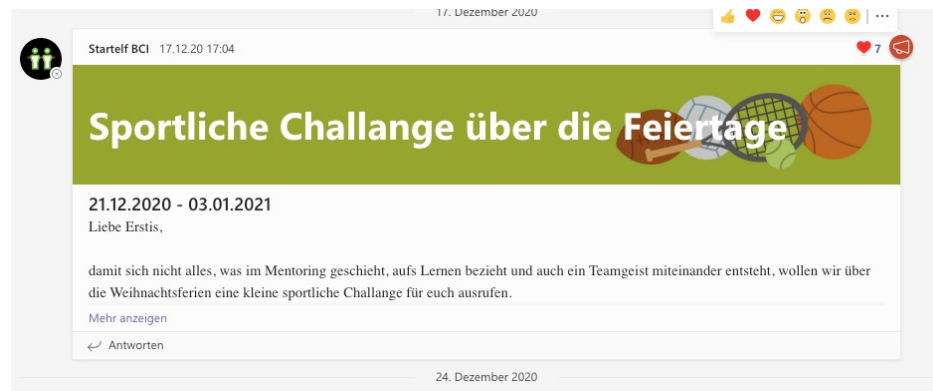 17. Dezember 2020
Startelf BCI 17.12.20 17:04
7
Sportliche Challange über die Feiertage
21.12.2020 - 03.01.2021
Liebe Erstis,
damit sich nicht alles, was im Mentoring geschieht, aufs Lernen bezieht und auch ein Teamgeist miteinander entsteht, wollen wir über
die Weihnachtsferien eine kleine sportliche Challange für euch ausrufen.
Mehr anzeigen
Antworten
24. Dezember 2020